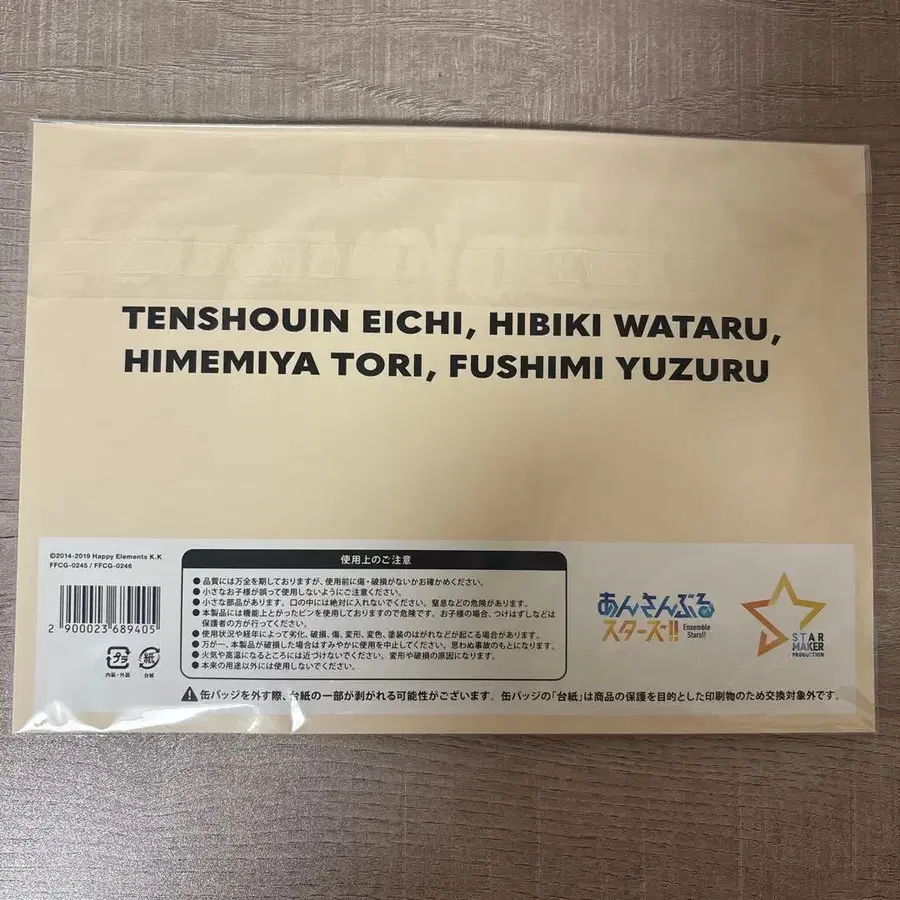 TENSHOUIN EICHI, HIBIKI WATARU,
HIMEMIYA TORI, FUSHIMI YUZURU
©2014-2019 Happy Elements K.K
FFCG-0245 / FFCG-0246
2 900023 689405
プラ
内袋・外袋
紙
台紙
使用上のご注意
●品質には万全を期しておりますが、使用前に傷・破損がないかお確かめください。
●小さなお子様が誤って使用しないようにご注意ください。
●小さな部品があります。口の中には絶対に入れないでください。窒息などの危険があります。
●本製品には機能上とがったピンを使用しておりますので危険です。お子様の場合、つけはずしなどは
保護者の方が行ってください。
●使用状況や経年によって劣化、破損、傷、変形、変色、塗装のはがれなどが起こる場合があります。
●万が一、本製品が破損した場合はすみやかに使用を中止してください。思わぬ事故のもとになります。
●火気や高温になるところには近づけないでください。変形や破損の原因になります。
●本来の用途以外には使用しないでください。
あんさんぶる
スターズ!!
Ensemble
Stars!!
STAR
MAKER
PRODUCTION
⚠缶バッジを外す際、台紙の一部が剥がれる可能性がございます。缶バッジの「台紙」は商品の保護を目的とした印刷物のため交換対象外です。